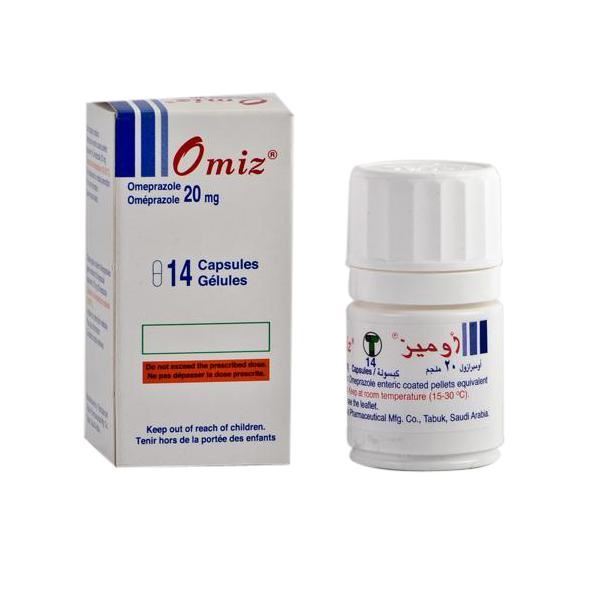 Omiz®
Omeprazole
Oméprazole 20 mg
14 Capsules
Gélules
Do not exceed the prescribed dose.
Ne pas dépasser la dose prescrite.
Keep out of reach of children.
Tenir hors de la portée des enfants
أوميز®
T
أوميبرازول ٢٠ ملجم
14
Capsules / كبسولة
Omeprazole enteric coated pellets equivalent
Keep at room temperature (15-30 ºC).
the leaflet.
Pharmaceutical Mfg. Co., Tabuk, Saudi Arabia.